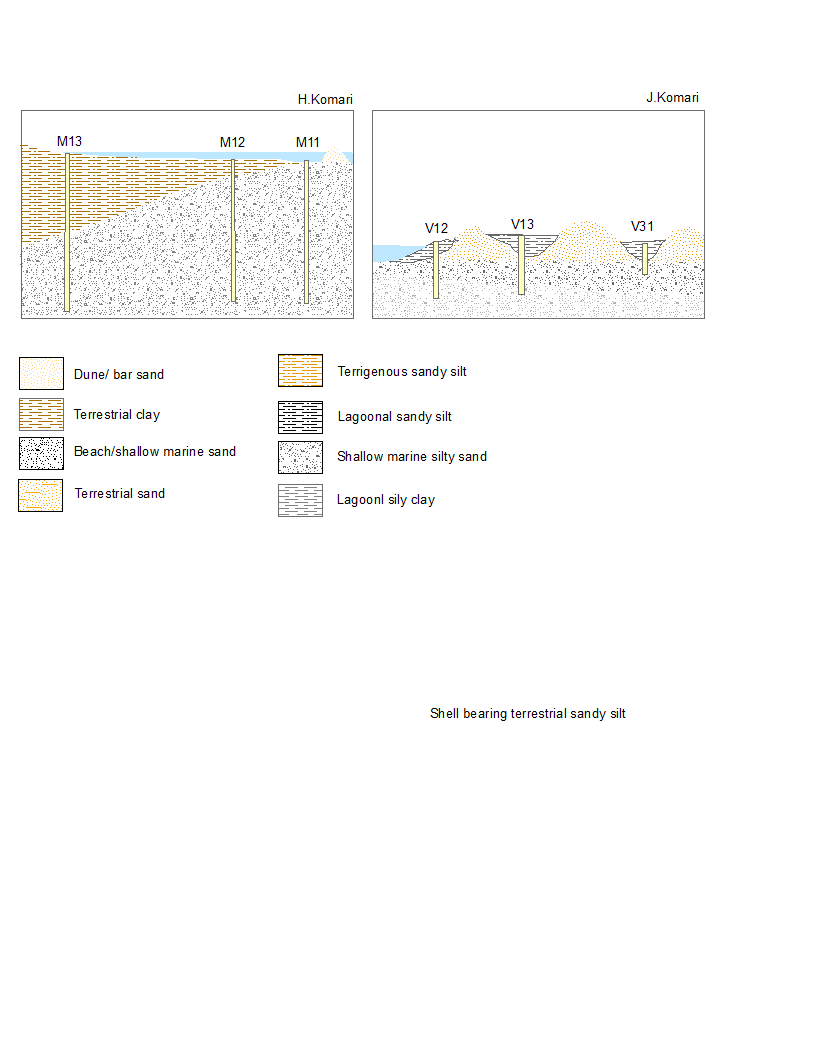 H.Komari
J.Komari
M13
M12
M11
V12
V13
V31
Dune/ bar sand
Terrigenous sandy silt
Terrestrial clay
Lagoonal sandy silt
Beach/shallow marine sand
Shallow marine silty sand
Terrestrial sand
Lagoonl sily clay
Shell bearing terrestrial sandy silt